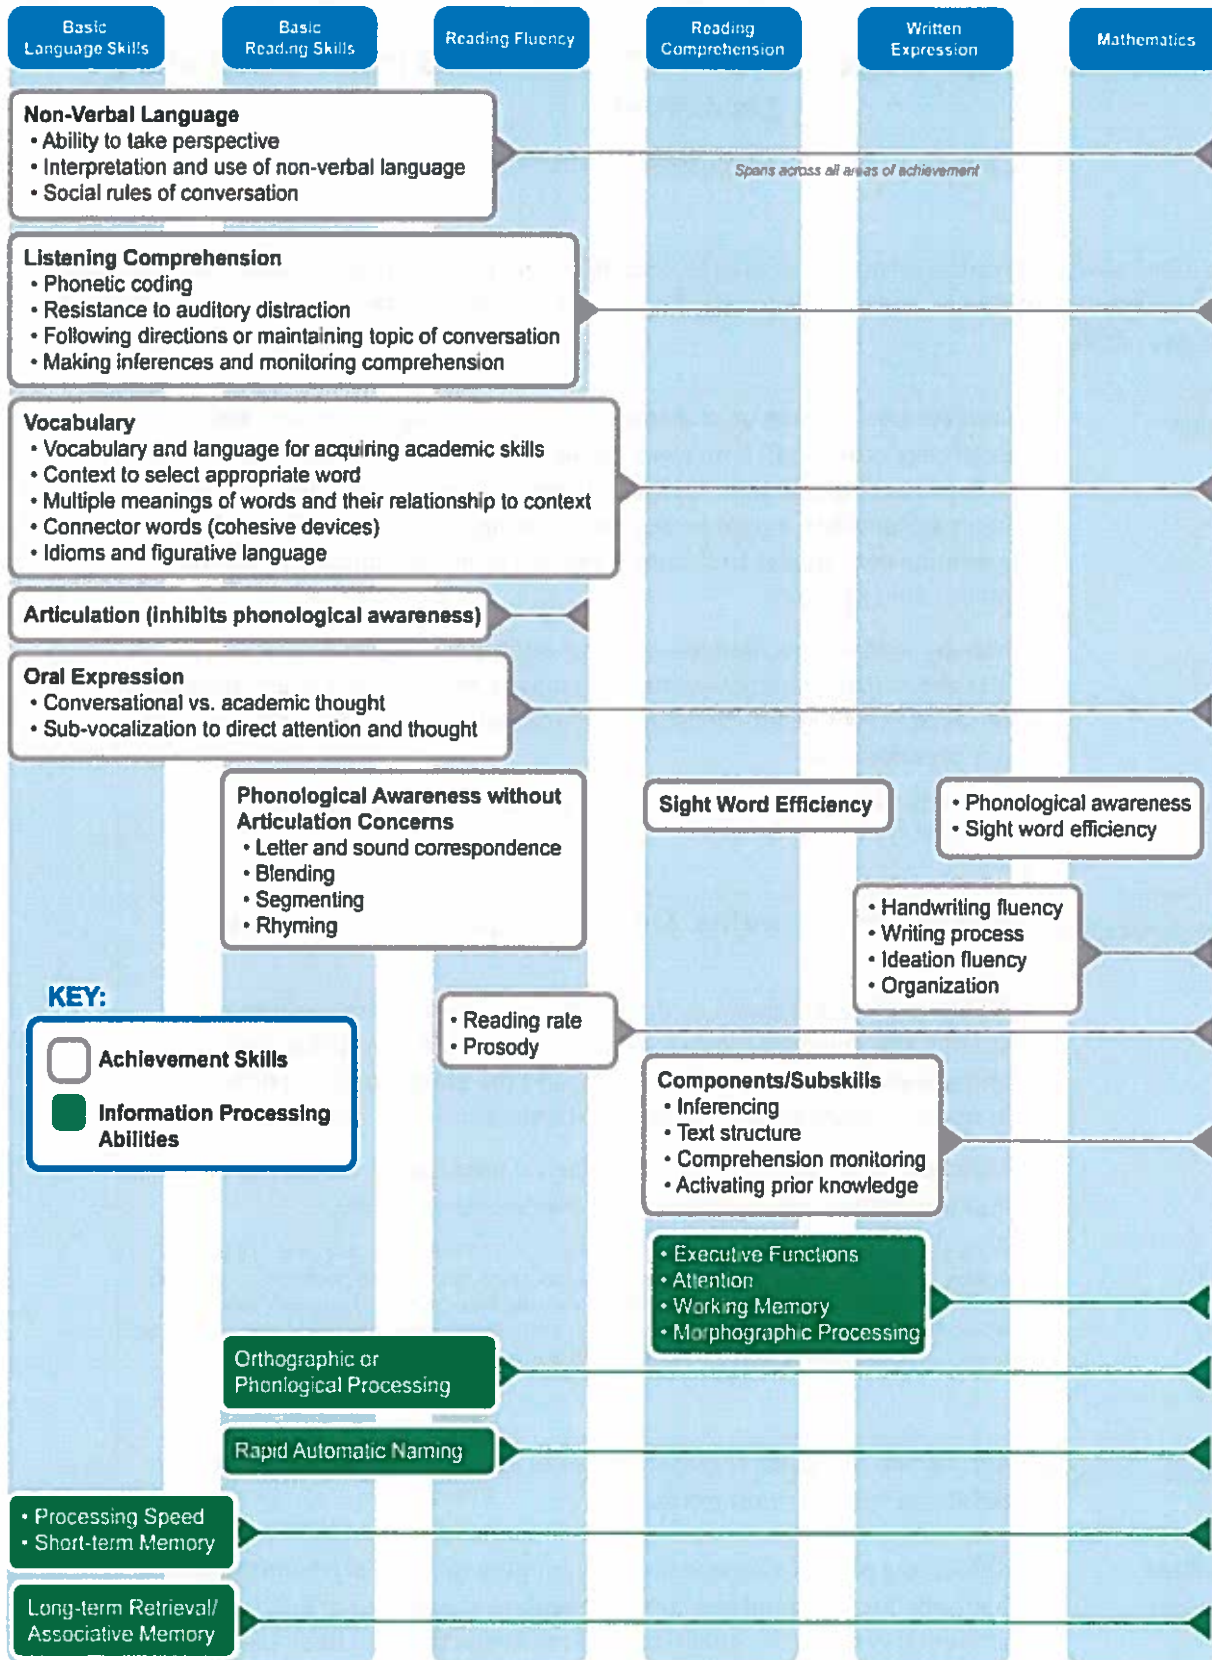 Basic
Language Skills
Basic
Reading Skills
Reading Fluency
Reading
Comprehension
Written
Expression
Mathematics
Non-Verbal Language
• Ability to take perspective
• Interpretation and use of non-verbal language
• Social rules of conversation
Spans across all areas of achievement
Listening Comprehension
• Phonetic coding
• Resistance to auditory distraction
• Following directions or maintaining topic of conversation
• Making inferences and monitoring comprehension
Vocabulary
• Vocabulary and language for acquiring academic skills
• Context to select appropriate word
• Multiple meanings of words and their relationship to context
• Connector words (cohesive devices)
• Idioms and figurative language
Articulation (inhibits phonological awareness)
Oral Expression
• Conversational vs. academic thought
• Sub-vocalization to direct attention and thought
Phonological Awareness without
Articulation Concerns
• Letter and sound correspondence
• Blending
• Segmenting
• Rhyming
Sight Word Efficiency
• Phonological awareness
• Sight word efficiency
• Handwriting fluency
• Writing process
• Ideation fluency
• Organization
KEY:
Achievement Skills
Information Processing
Abilities
• Reading rate
• Prosody
Components/Subskills
• Inferencing
• Text structure
• Comprehension monitoring
• Activating prior knowledge
• Executive Functions
• Attention
• Working Memory
• Morphographic Processing
Orthographic or
Phonlogical Processing
Rapid Automatic Naming
• Processing Speed
• Short-term Memory
Long-term Retrieval/
Associative Memory